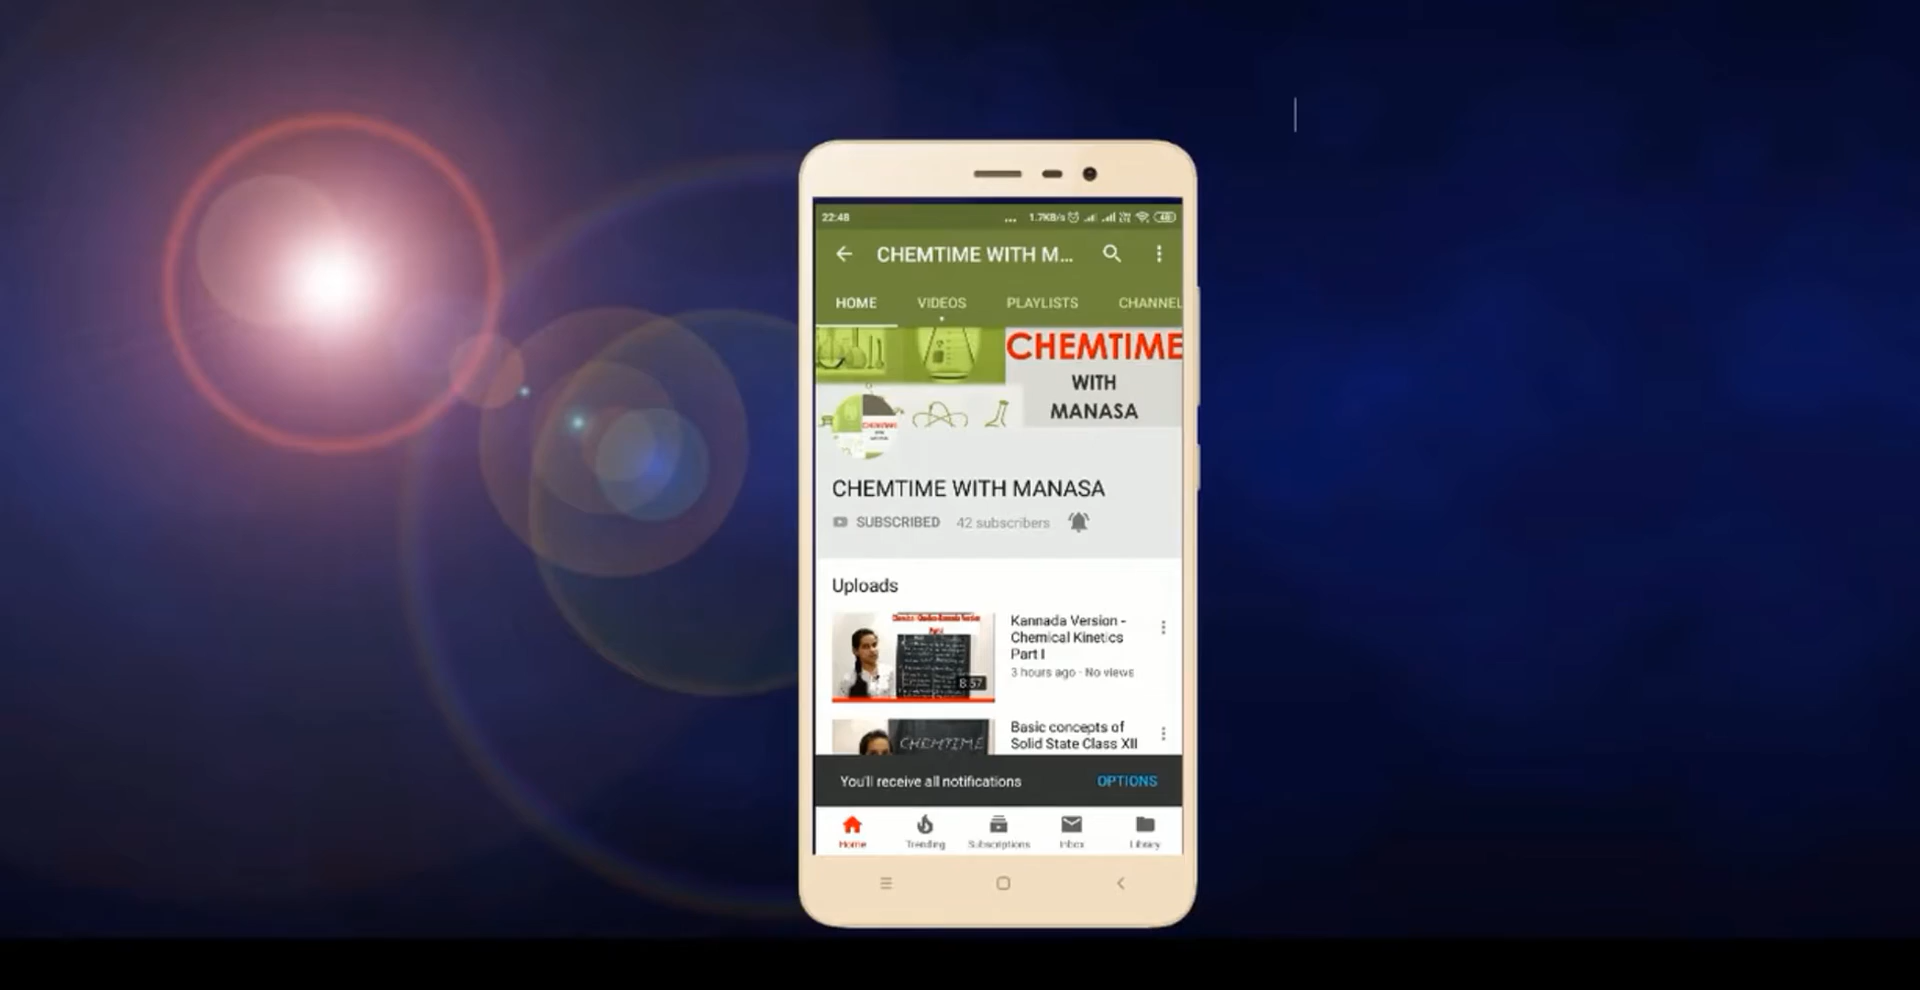 22:48
... 1.7KB/s
CHEMTIME WITH M...
HOME VIDEOS PLAYLISTS CHANNEL
CHEMTIME
WITH
MANASA
CHEMTIME WITH MANASA
SUBSCRIBED 42 subscribers
Uploads
Kannada Version -
Chemical Kinetics
Part I
3 hours ago · No views
8:57
Basic concepts of
Solid State Class XII
CHEMTIME
You'll receive all notifications OPTIONS
Home Trending Subscriptions Inbox Library